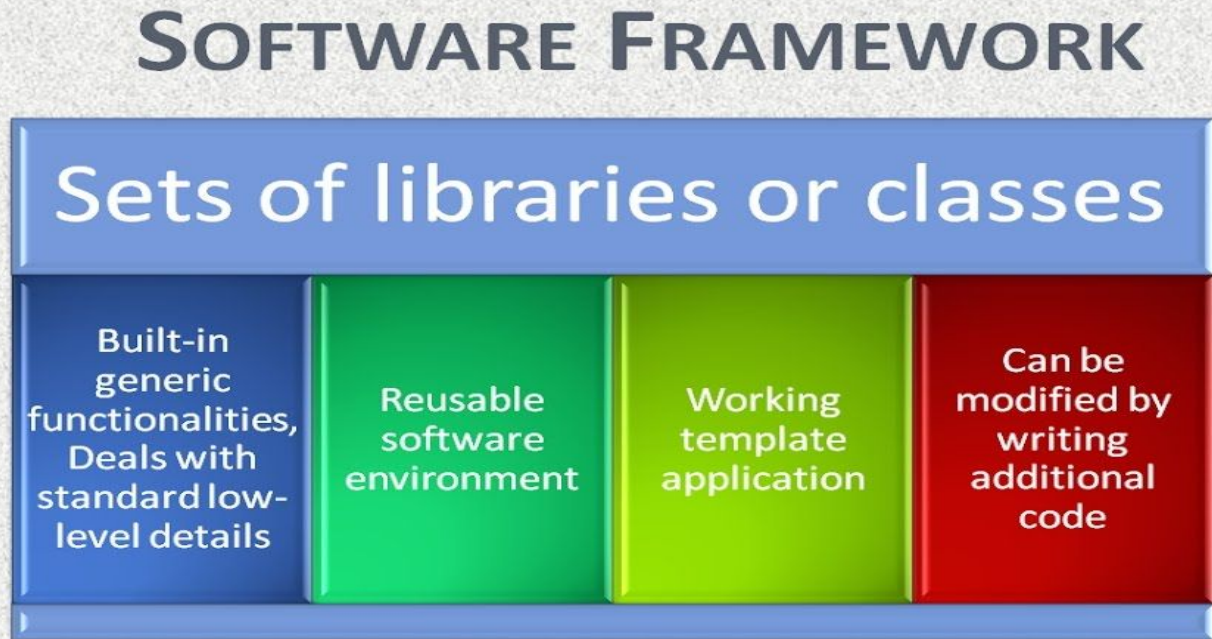 SOFTWARE FRAMEWORK
Sets of libraries or classes
Built-in
generic
functionalities,
Deals with
standard low-
level details
Reusable
software
environment
Working
template
application
Can be
modified by
writing
additional
code